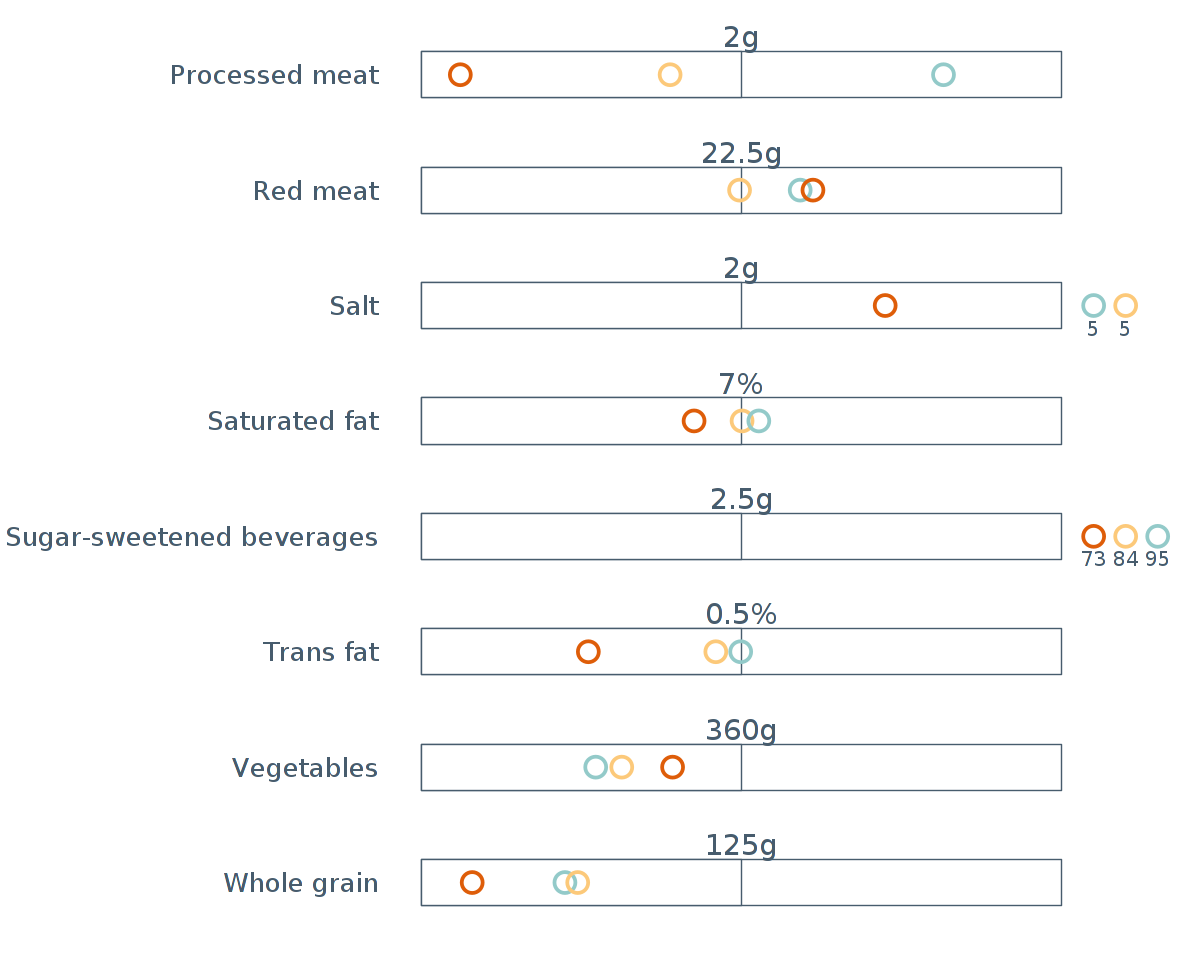 2g
Processed meat
22.5g
Red meat
2g
Salt
5 5
7%
Saturated fat
2.5g
Sugar-sweetened beverages
73 84 95
0.5%
Trans fat
360g
Vegetables
125g
Whole grain